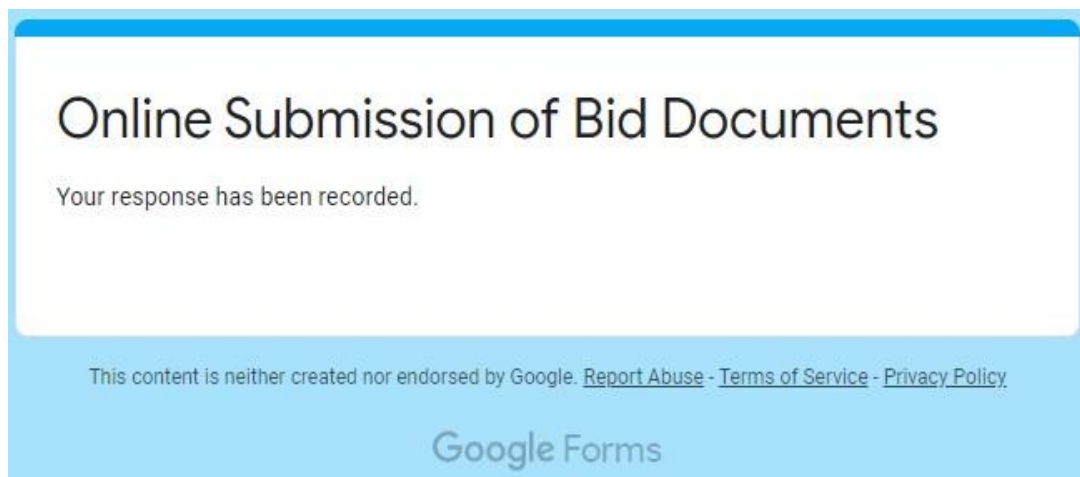 Online Submission of Bid Documents
Your response has been recorded.
This content is neither created nor endorsed by Google. Report Abuse - Terms of Service - Privacy Policy
Google Forms